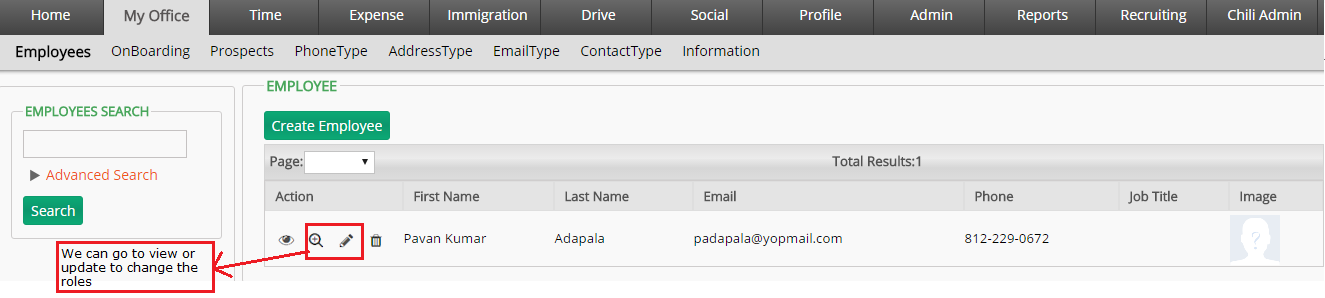 Home My Office Time Expense Immigration Drive Social Profile Admin Reports Recruiting Chili Admin
Employees OnBoarding Prospects PhoneType AddressType EmailType ContactType Information
EMPLOYEES SEARCH
Advanced Search
Search
EMPLOYEE
Create Employee
Page: Total Results:1
Action First Name Last Name Email Phone Job Title Image
Pavan Kumar Adapala padapala@yopmail.com 812-229-0672
?
We can go to view or
update to change the
roles